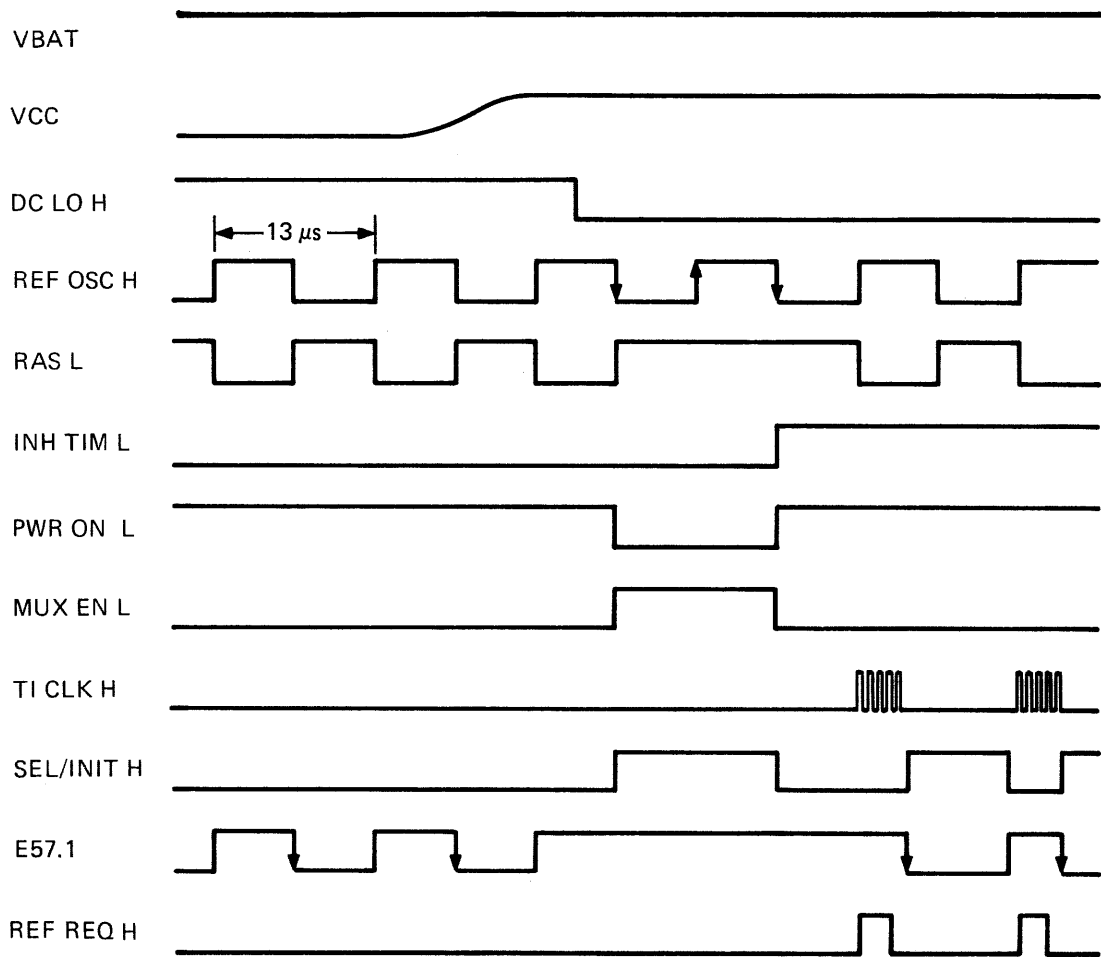 VBAT
VCC
DC LO H
13 μs
REF OSC H
RAS L
INH TIM L
PWR ON L
MUX EN L
TI CLK H
SEL/INIT H
E57.1
REF REQ H